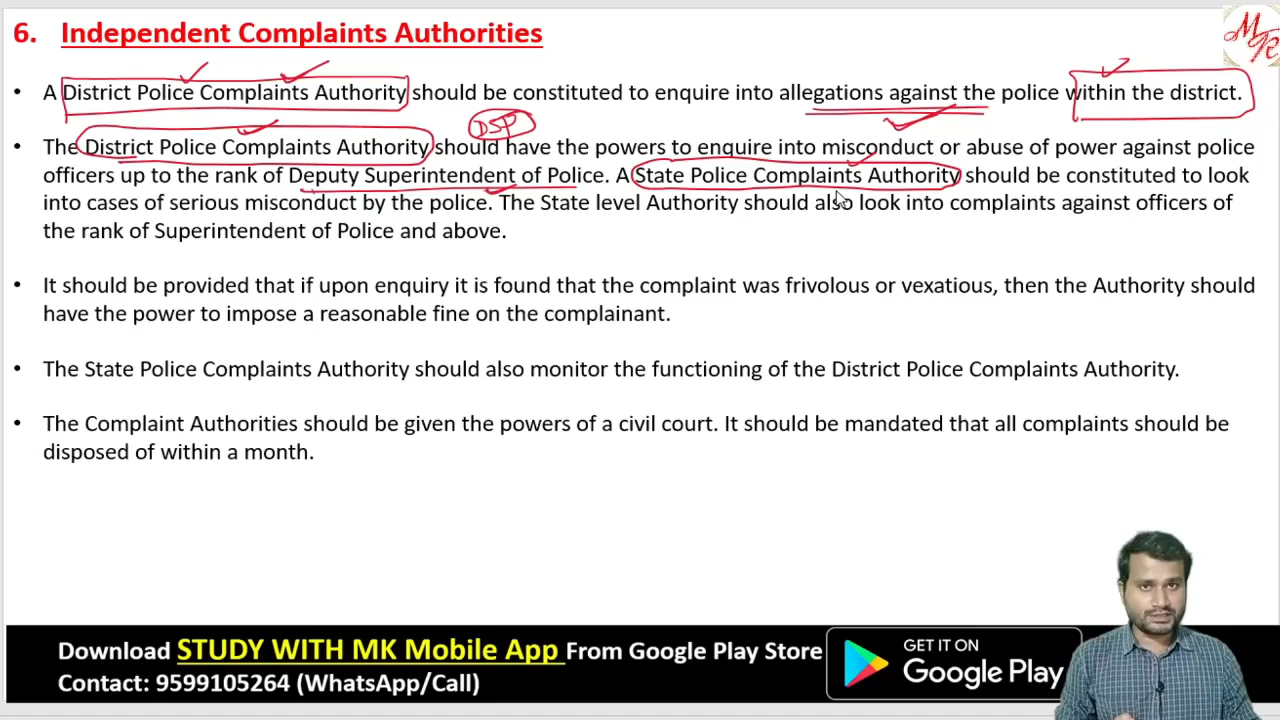 6. Independent Complaints Authorities
MK
• A District Police Complaints Authority should be constituted to enquire into allegations against the police within the district.
DSP
• The District Police Complaints Authority should have the powers to enquire into misconduct or abuse of power against police
officers up to the rank of Deputy Superintendent of Police. A State Police Complaints Authority should be constituted to look
into cases of serious misconduct by the police. The State level Authority should also look into complaints against officers of
the rank of Superintendent of Police and above.
• It should be provided that if upon enquiry it is found that the complaint was frivolous or vexatious, then the Authority should
have the power to impose a reasonable fine on the complainant.
• The State Police Complaints Authority should also monitor the functioning of the District Police Complaints Authority.
• The Complaint Authorities should be given the powers of a civil court. It should be mandated that all complaints should be
disposed of within a month.
Download STUDY WITH MK Mobile App From Google Play Store
Contact: 9599105264 (WhatsApp/Call)
GET IT ON
Google Play